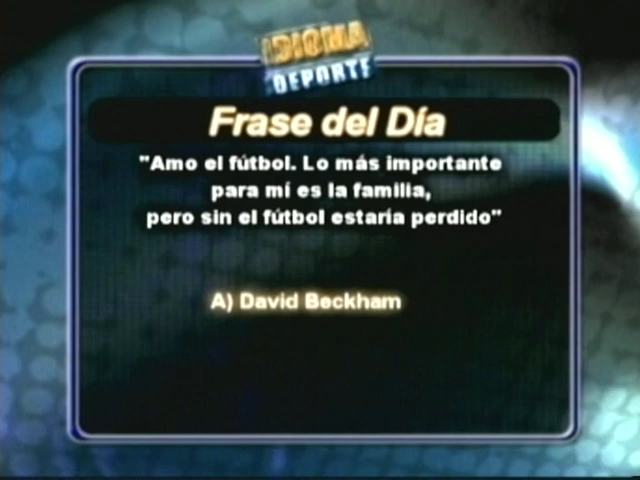 IDIOMA
DEPORTE
Frase del Día
"Amo el fútbol. Lo más importante
para mí es la familia,
pero sin el fútbol estaría perdido"
A) David Beckham